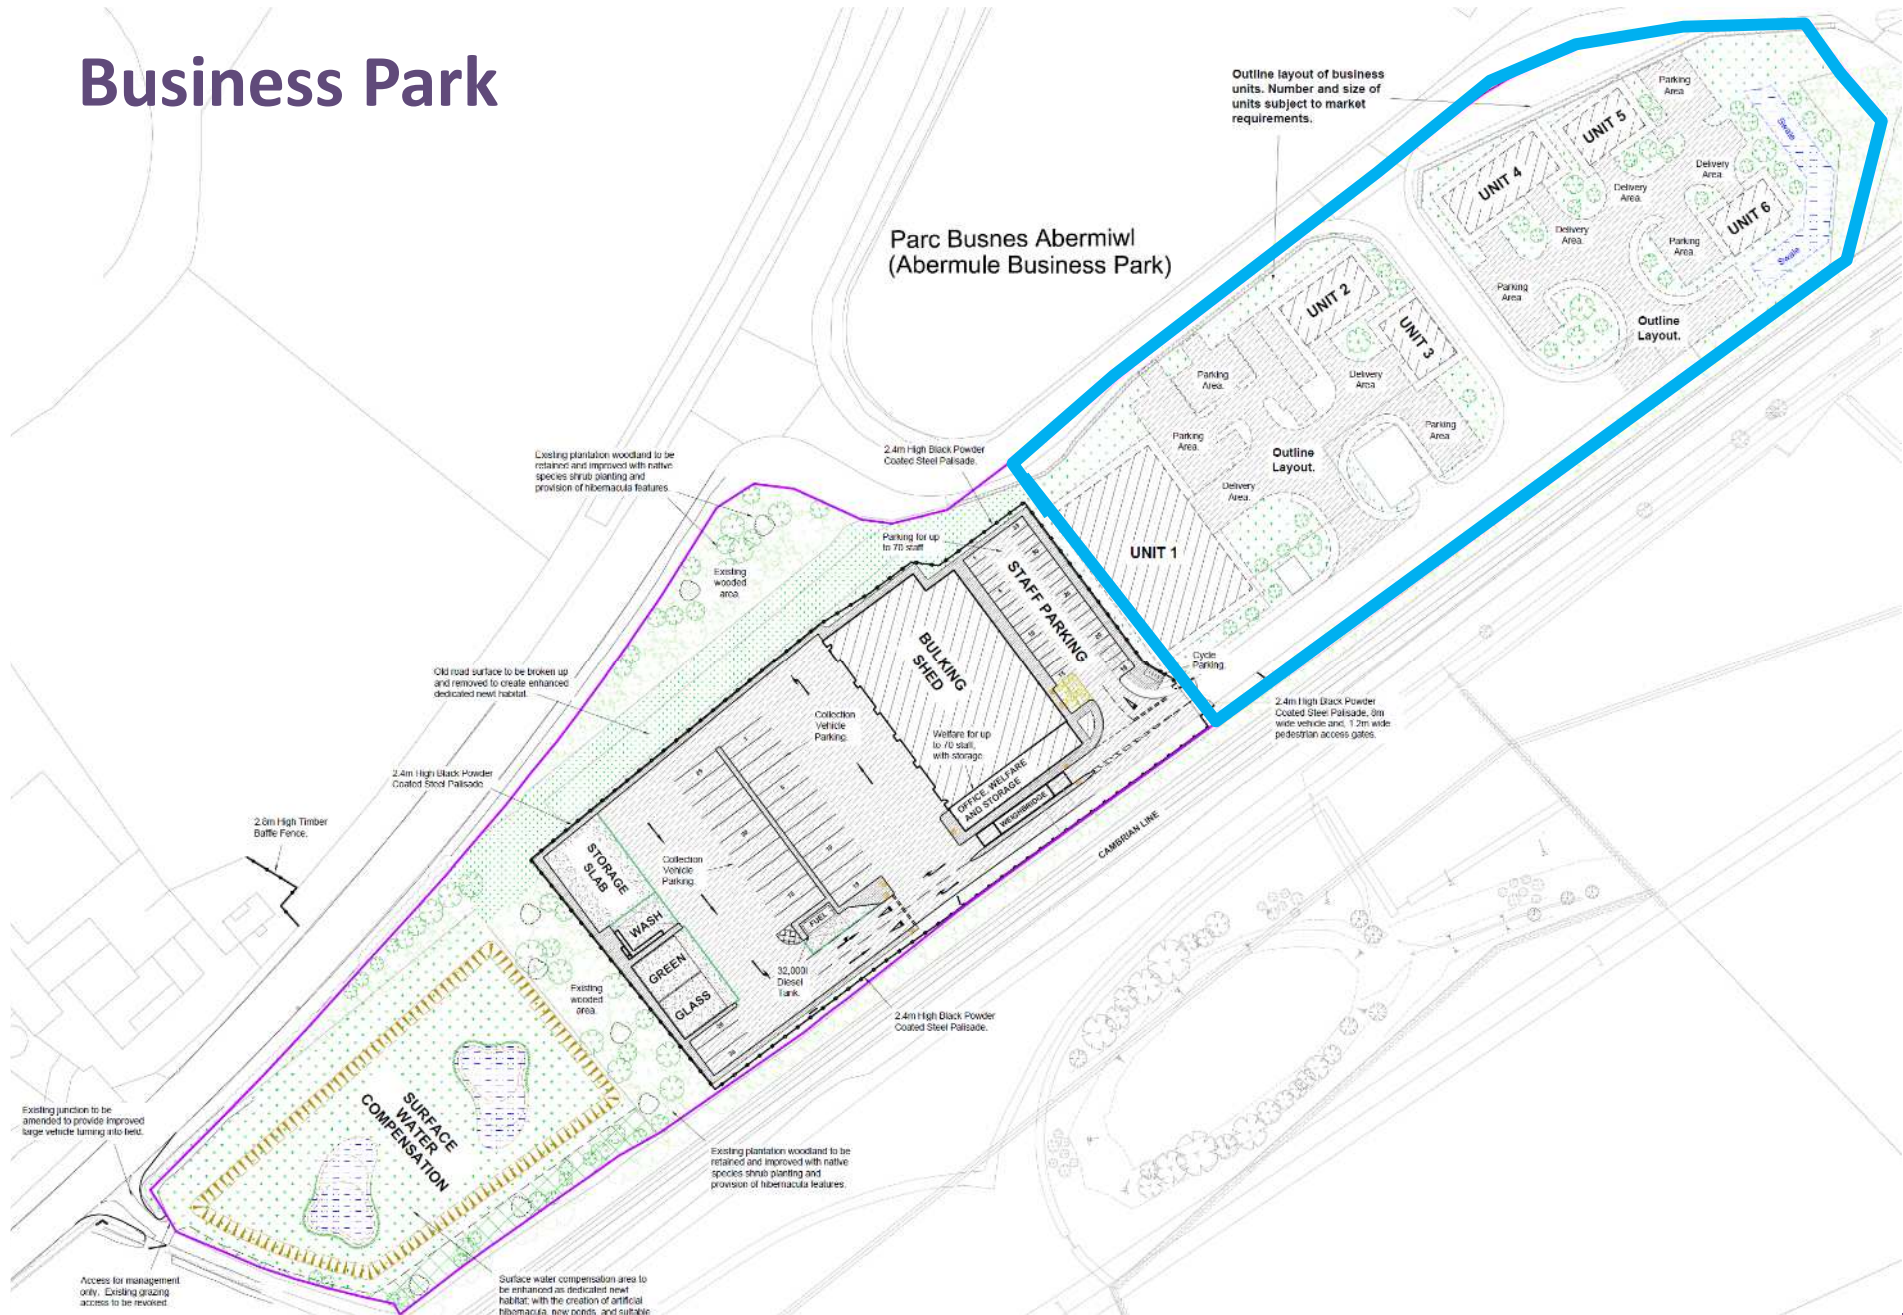 Business Park
Outline layout of business
units. Number and size of
units subject to market
requirements.
Parc Busnes Abermiwl
(Abermule Business Park)
Parking
Area
UNIT 5
Swale
UNIT 4
Delivery
Area
Delivery
Area.
UNIT 6
Delivery
Area.
Parking
Area.
Swale
Parking
Area
Outline
Layout.
UNIT 2
UNIT 3
Parking
Area.
Delivery
Area
Parking
Area
Parking
Area.
Outline
Layout.
Delivery
Area.
UNIT 1
Existing plantation woodland to be
retained and improved with native
species shrub planting and
provision of hibernacula features.
2.4m High Black Powder
Coated Steel Palisade.
Parking for up
to 70 staff
STAFF PARKING
Existing
wooded
area.
BULKING
SHED
Cycle
Parking.
Old road surface to be broken up
and removed to create enhanced
dedicated newt habitat.
2.4m High Black Powder
Coated Steel Palisade, 8m
wide vehicle and, 1.2m wide
pedestrian access gates.
Collection
Vehicle
Parking.
Welfare for up
to 70 staff,
with storage
OFFICE, WELFARE
AND STORAGE
WEIGHBRIDGE
CAMBRIAN LINE
2.4m High Black Powder
Coated Steel Palisade
2.8m High Timber
Baffle Fence.
STORAGE
SLAB
Collection
Vehicle
Parking.
WASH
FUEL
GREEN
GLASS
32,000l
Diesel
Tank.
Existing
wooded
area.
2.4m High Black Powder
Coated Steel Palisade.
SURFACE
WATER
COMPENSATION
Existing junction to be
amended to provide improved
large vehicle turning into field.
Existing plantation woodland to be
retained and improved with native
species shrub planting and
provision of hibernacula features.
Access for management
only. Existing grazing
access to be revoked.
Surface water compensation area to
be enhanced as dedicated newt
habitat; with the creation of artificial
hibernacula, new ponds, and suitable